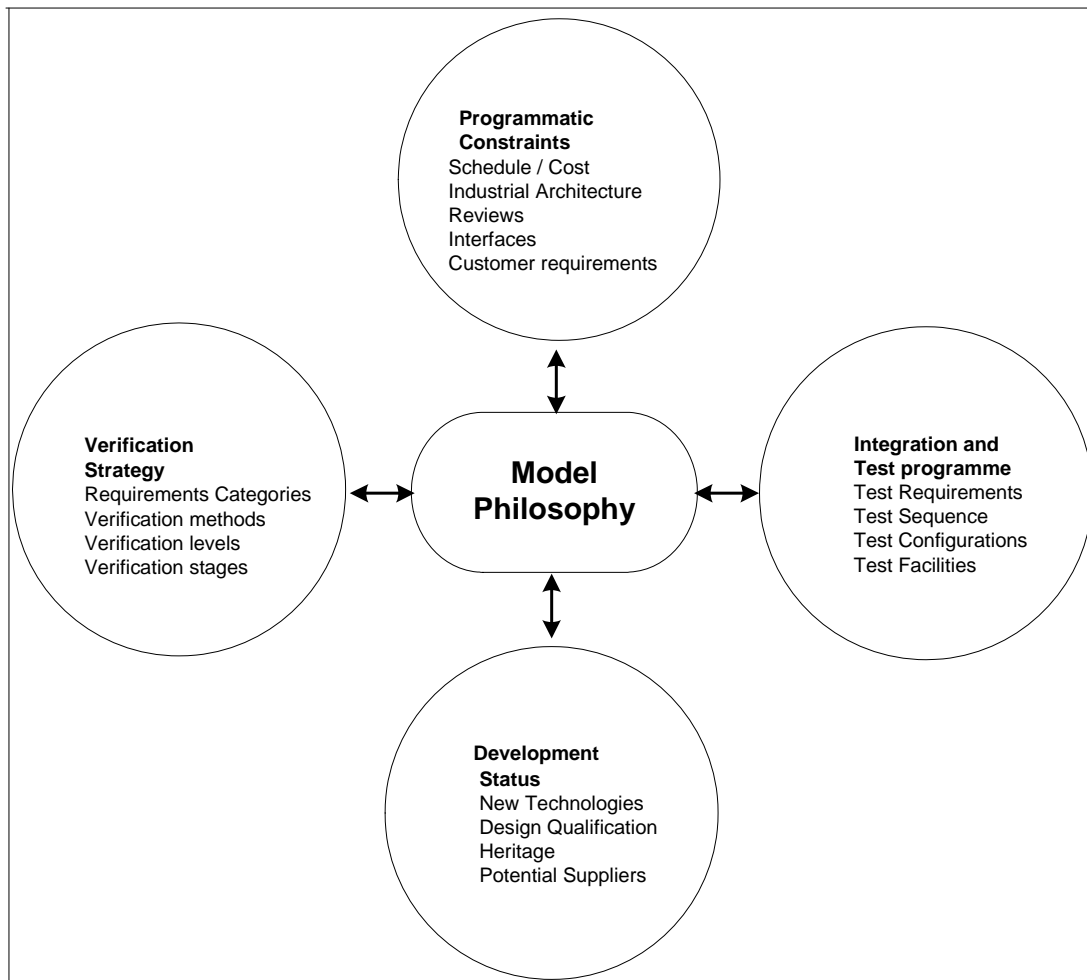 Programmatic
Constraints
Schedule / Cost
Industrial Architecture
Reviews
Interfaces
Customer requirements
Verification
Strategy
Requirements Categories
Verification methods
Verification levels
Verification stages
Model
Philosophy
Integration and
Test programme
Test Requirements
Test Sequence
Test Configurations
Test Facilities
Development
Status
New Technologies
Design Qualification
Heritage
Potential Suppliers